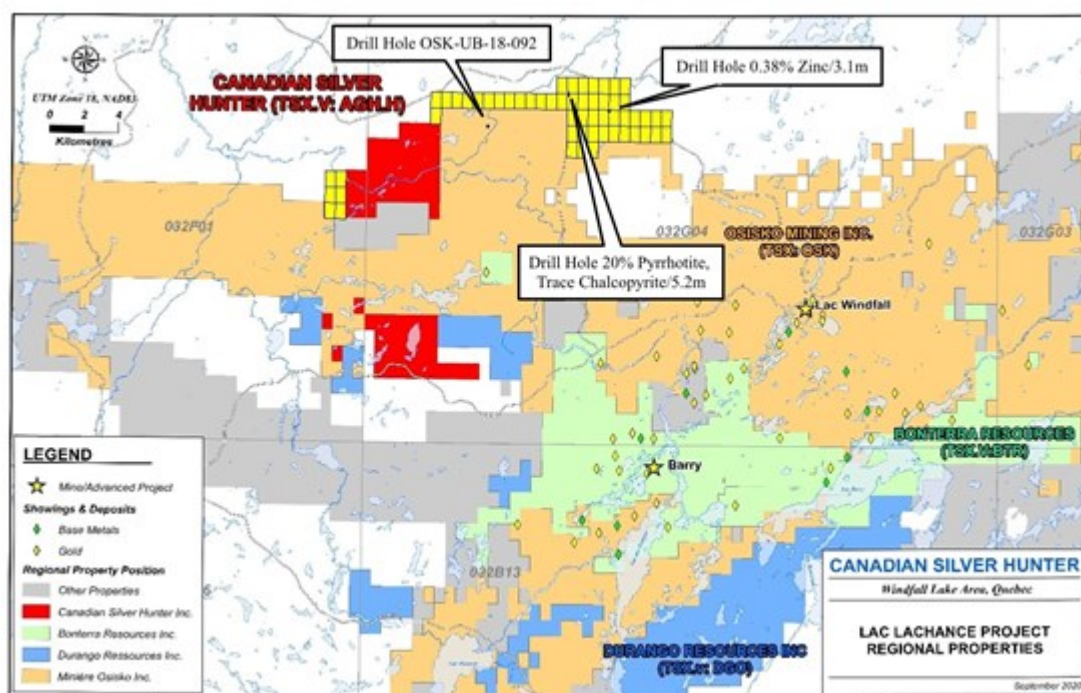 Drill Hole OSK-UB-18-092
Drill Hole 0.38% Zinc/3.1m
CANADIAN SILVER
HUNTER (TSX.V: AGH.H)
UTM Zone 18, NAD83
2 0 2 4
Kilometres
032F01
032G04
032G03
OSISKO MINING INC.
(TSX: OSK)
Drill Hole 20% Pyrrhotite,
Trace Chalcopyrite/5.2m
Lac Windfall
BONTERRA RESOURCES
(TSX.V:BTR)
Barry
LEGEND
Mine/Advanced Project
Showings & Deposits
Base Metals
Gold
Regional Property Position
Other Properties
Canadian Silver Hunter Inc.
Bonterra Resources Inc.
Durango Ressources Inc.
Minière Osisko Inc.
032B13
DURANGO RESOURCES INC
(TSX.V: DGO)
CANADIAN SILVER HUNTER
Windfall Lake Area, Quebec
LAC LACHANCE PROJECT
REGIONAL PROPERTIES
September 2020